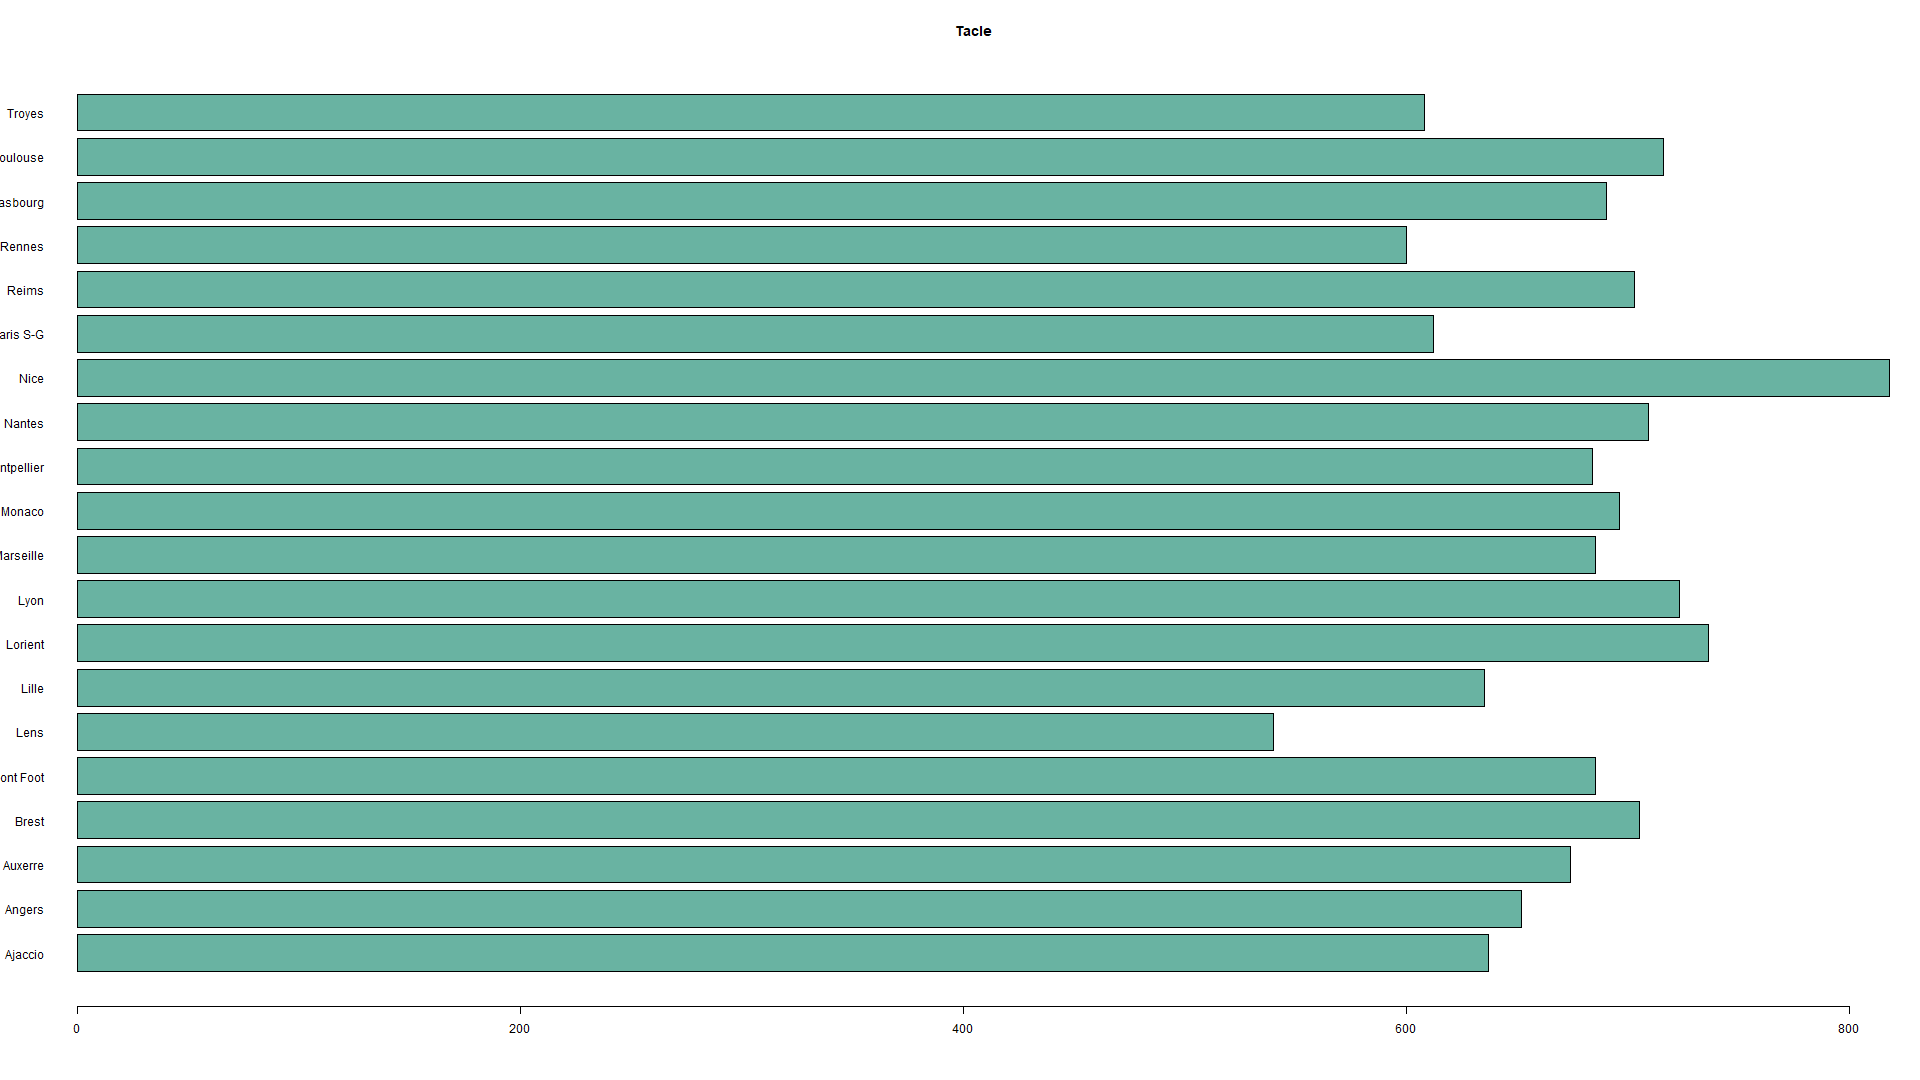 Tacle
Troyes
oulouse
asbourg
Rennes
Reims
aris S-G
Nice
Nantes
ntpellier
Monaco
Marseille
Lyon
Lorient
Lille
Lens
ont Foot
Brest
Auxerre
Angers
Ajaccio
0 200 400 600 800